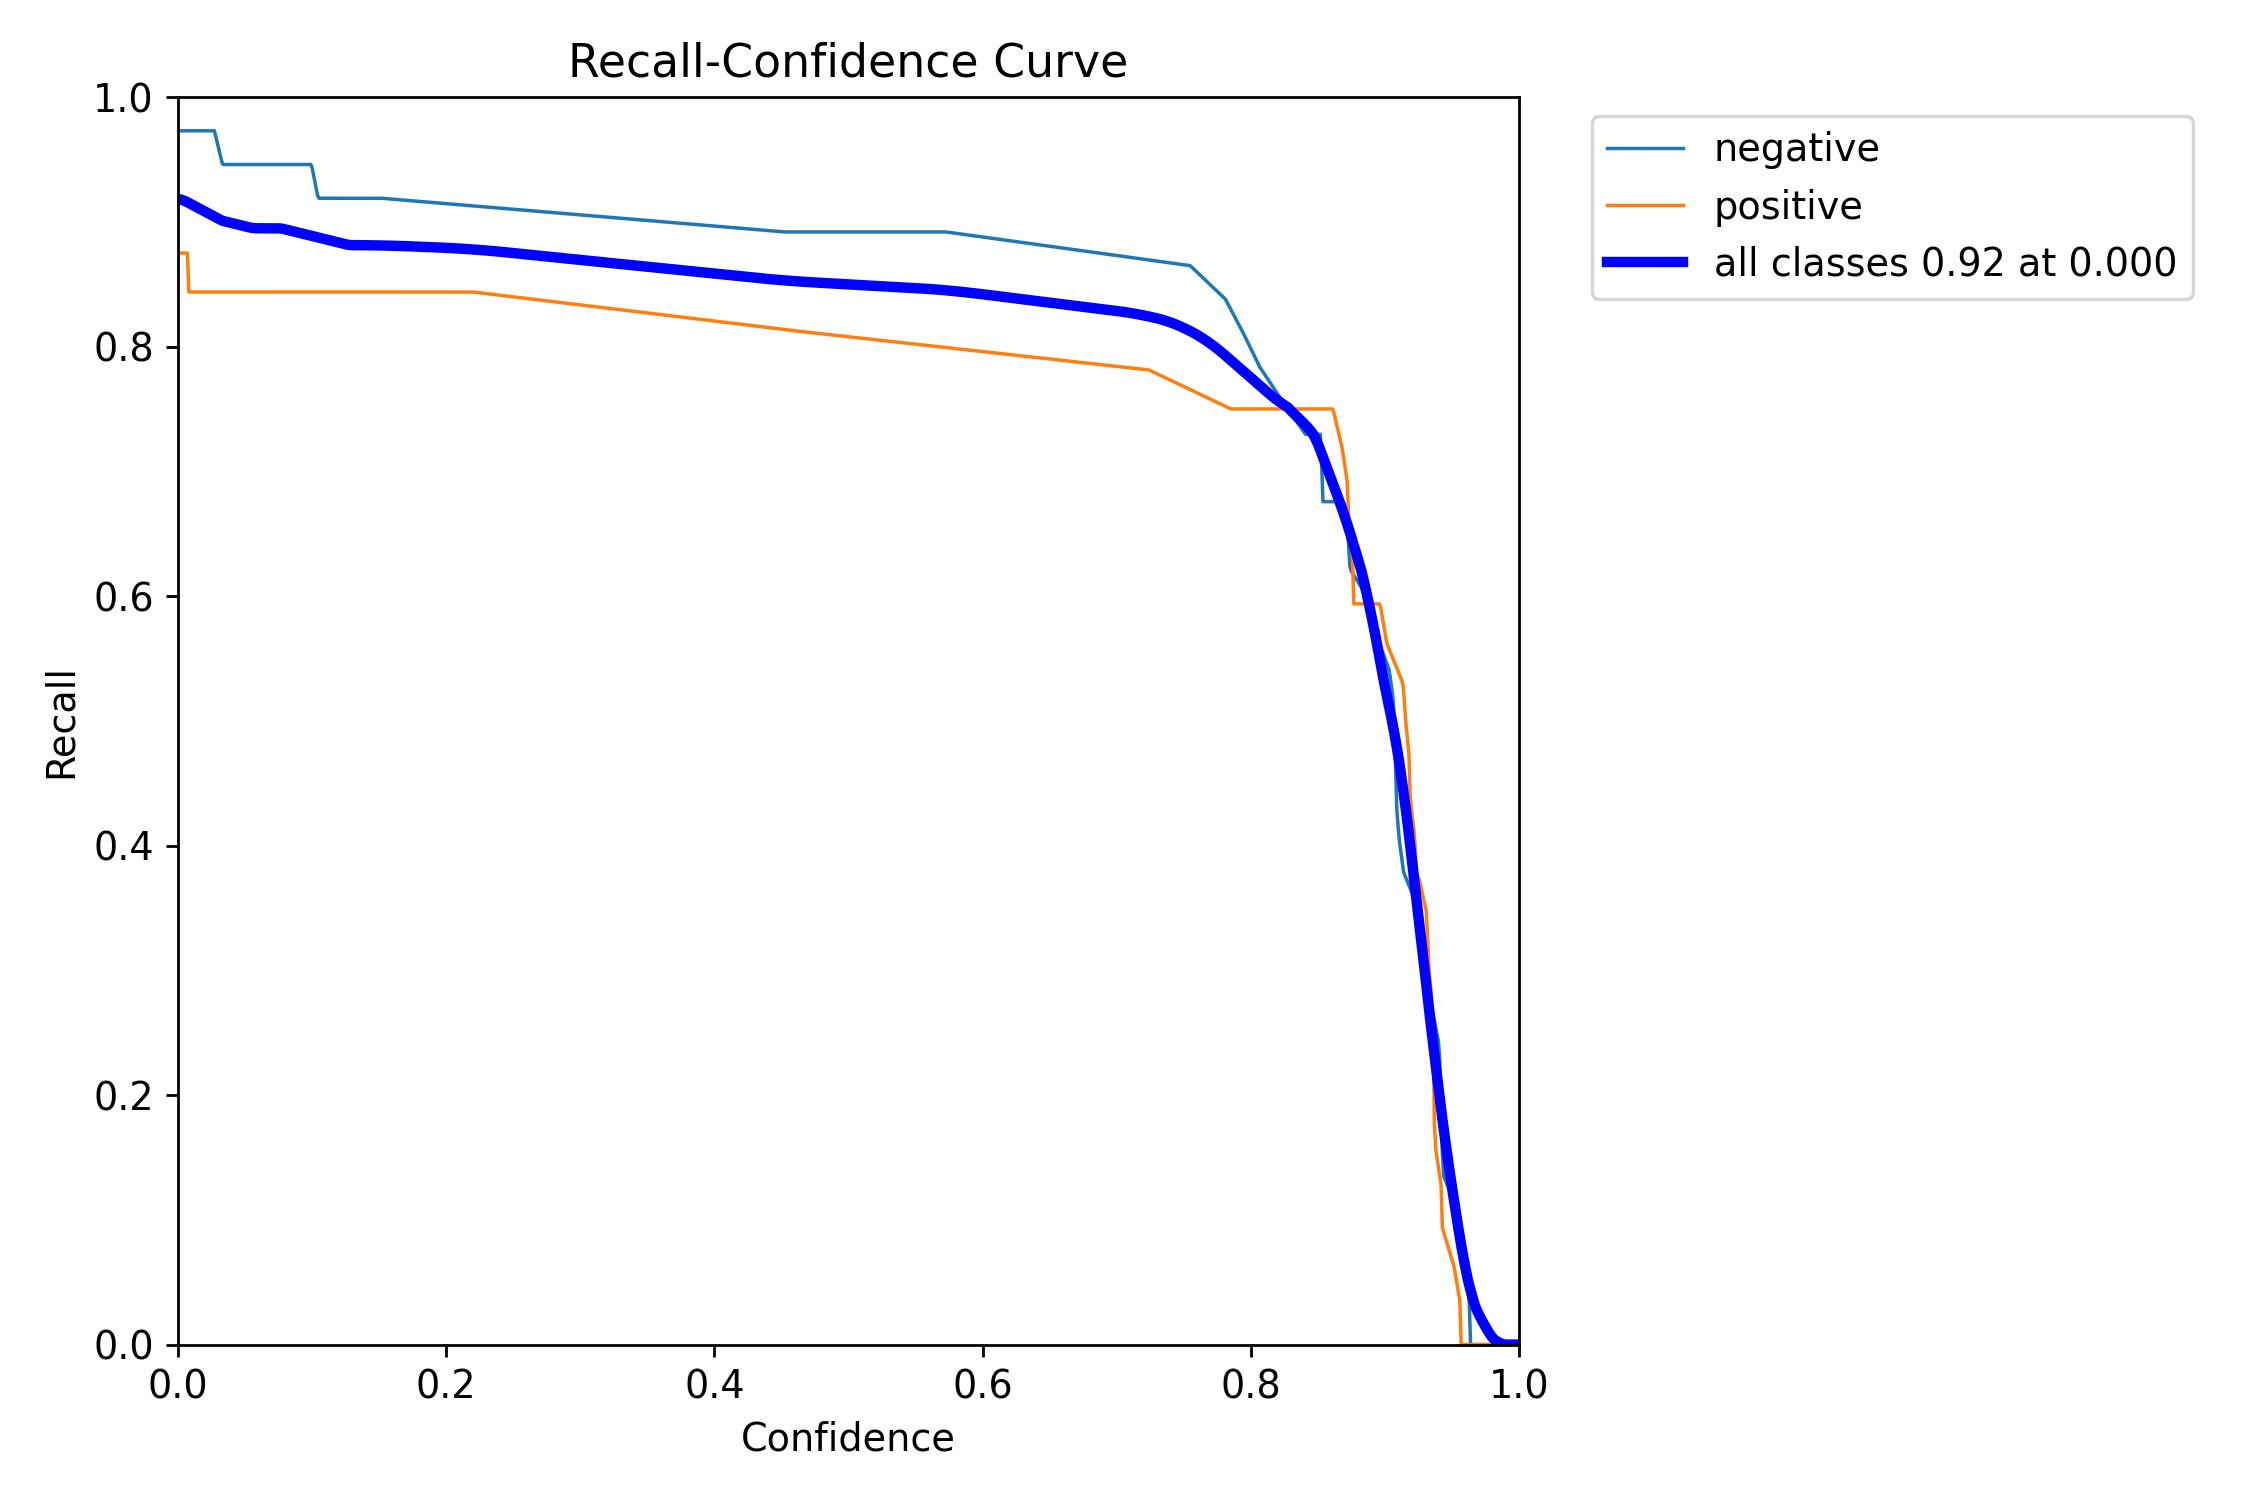 Recall-Confidence Curve
1.0
0.8
0.6
0.4
0.2
0.0
Recall
0.0 0.2 0.4 0.6 0.8 1.0
Confidence
negative
positive
all classes 0.92 at 0.000